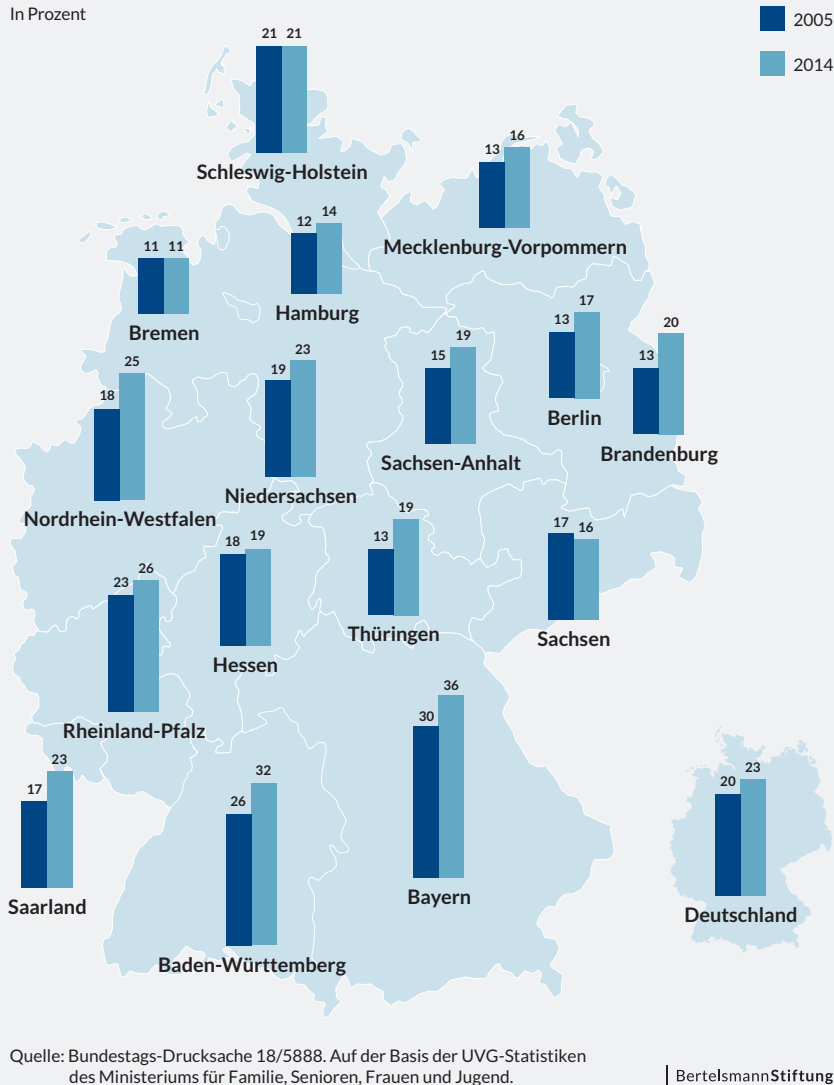 In Prozent
2005
2014
21 21
Schleswig-Holstein
13 16
Mecklenburg-Vorpommern
12 14
Hamburg
11 11
Bremen
13 17
Berlin
13 20
Brandenburg
15 19
Sachsen-Anhalt
19 23
Niedersachsen
18 25
Nordrhein-Westfalen
17 16
Sachsen
13 19
Thüringen
18 19
Hessen
23 26
Rheinland-Pfalz
30 36
Bayern
17 23
Saarland
26 32
Baden-Württemberg
20 23
Deutschland
Quelle: Bundestags-Drucksache 18/5888. Auf der Basis der UVG-Statistiken
des Ministeriums für Familie, Senioren, Frauen und Jugend.
BertelsmannStiftung